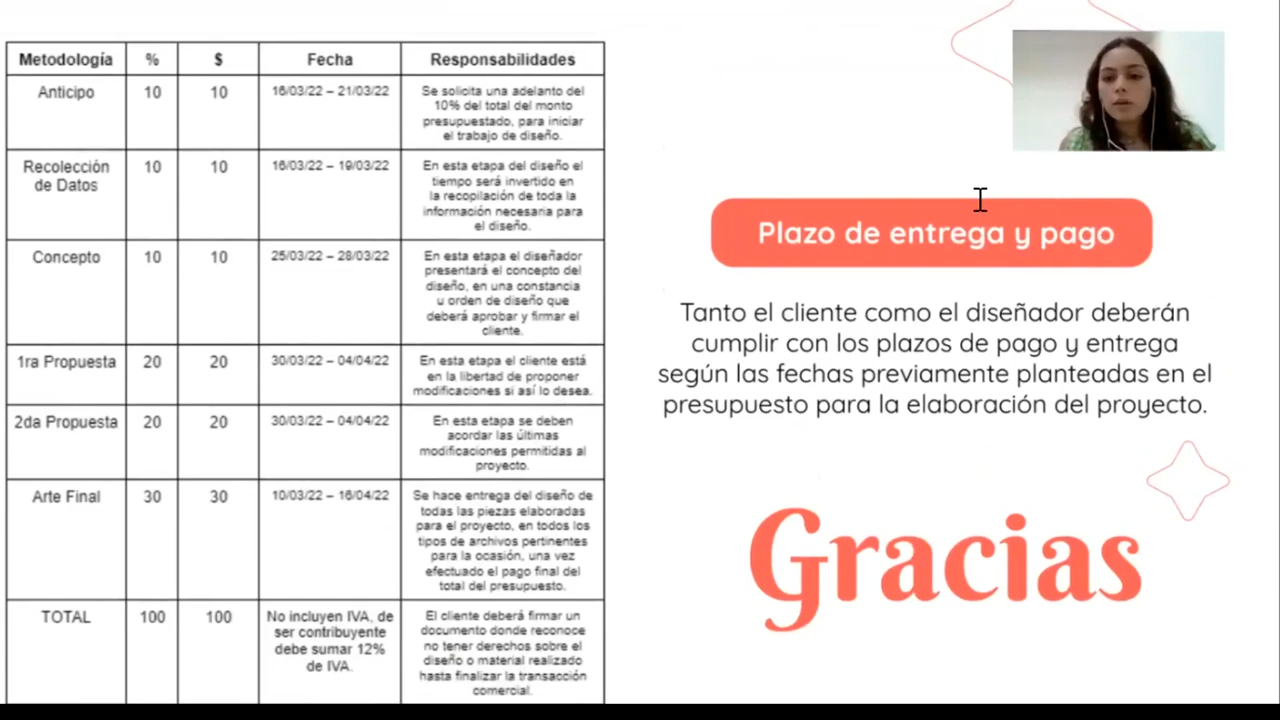 Metodología % $ Fecha Responsabilidades
Anticipo 10 10 16/03/22 – 21/03/22 Se solicita una adelanto del
10% del total del monto
presupuestado, para iniciar
el trabajo de diseño.
Recolección 10 10 16/03/22 – 19/03/22 En esta etapa del diseño el
de Datos tiempo será invertido en
la recopilación de toda la
información necesaria para
el diseño.
Concepto 10 10 25/03/22 – 28/03/22 En esta etapa el diseñador
presentará el concepto del
diseño, en una constancia
u orden de diseño que
deberá aprobar y firmar el
cliente.
1ra Propuesta 20 20 30/03/22 – 04/04/22 En esta etapa el cliente está
en la libertad de proponer
modificaciones si así lo desea.
2da Propuesta 20 20 30/03/22 – 04/04/22 En esta etapa se deben
acordar las últimas
modificaciones permitidas al
proyecto.
Arte Final 30 30 10/03/22 – 16/04/22 Se hace entrega del diseño de
todas las piezas elaboradas
para el proyecto, en todos los
tipos de archivos pertinentes
para la ocasión, una vez
efectuado el pago final del
total del presupuesto.
TOTAL 100 100 No incluyen IVA, de El cliente deberá firmar un
ser contribuyente documento donde reconoce
debe sumar 12% no tener derechos sobre el
de IVA. diseño o material realizado
hasta finalizar la transacción
comercial.
Plazo de entrega y pago
Tanto el cliente como el diseñador deberán
cumplir con los plazos de pago y entrega
según las fechas previamente planteadas en el
presupuesto para la elaboración del proyecto.
Gracias